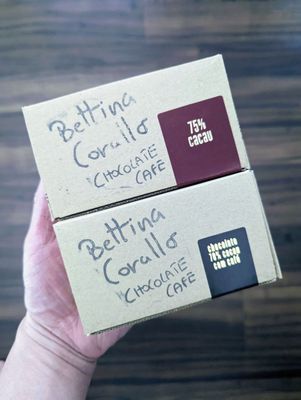 Bettina
Corallo
CHOCOLATE
CAFÉ
75%
cacau
Bettina
Corallo
CHOCOLATE
CAFÉ
chocolate
70% cacau
com café